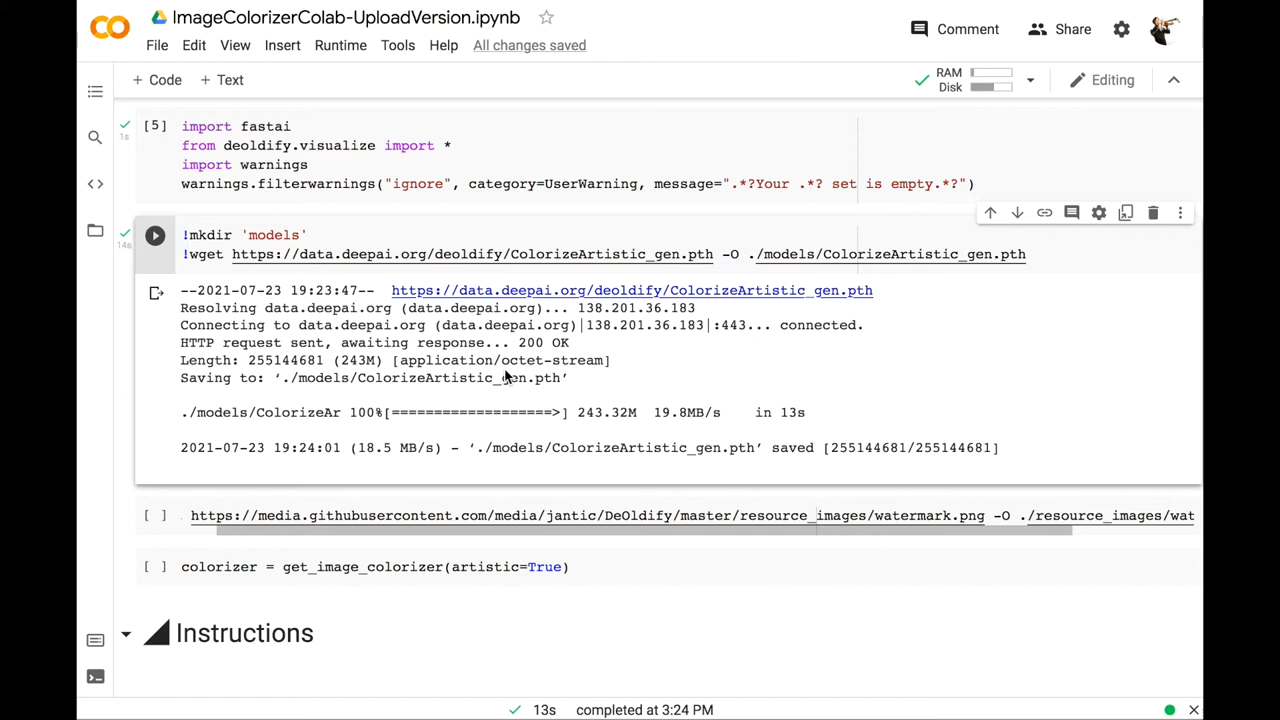 ImageColorizerColab-UploadVersion.ipynb
Comment
Share
File Edit View Insert Runtime Tools Help All changes saved
+ Code + Text
RAM
Disk
Editing
[5] import fastai
1s
from deoldify.visualize import *
import warnings
warnings.filterwarnings("ignore", category=UserWarning, message=".*?Your .*? set is empty.*?")
!mkdir 'models'
14s
!wget https://data.deepai.org/deoldify/ColorizeArtistic_gen.pth -O ./models/ColorizeArtistic_gen.pth
--2021-07-23 19:23:47-- https://data.deepai.org/deoldify/ColorizeArtistic_gen.pth
Resolving data.deepai.org (data.deepai.org)... 138.201.36.183
Connecting to data.deepai.org (data.deepai.org)|138.201.36.183|:443... connected.
HTTP request sent, awaiting response... 200 OK
Length: 255144681 (243M) [application/octet-stream]
Saving to: ‘./models/ColorizeArtistic_gen.pth’
./models/ColorizeAr 100%[===================>] 243.32M 19.8MB/s in 13s
2021-07-23 19:24:01 (18.5 MB/s) - ‘./models/ColorizeArtistic_gen.pth’ saved [255144681/255144681]
[ ] https://media.githubusercontent.com/media/jantic/DeOldify/master/resource_images/watermark.png -O ./resource_images/wat
[ ] colorizer = get_image_colorizer(artistic=True)
Instructions
13s completed at 3:24 PM